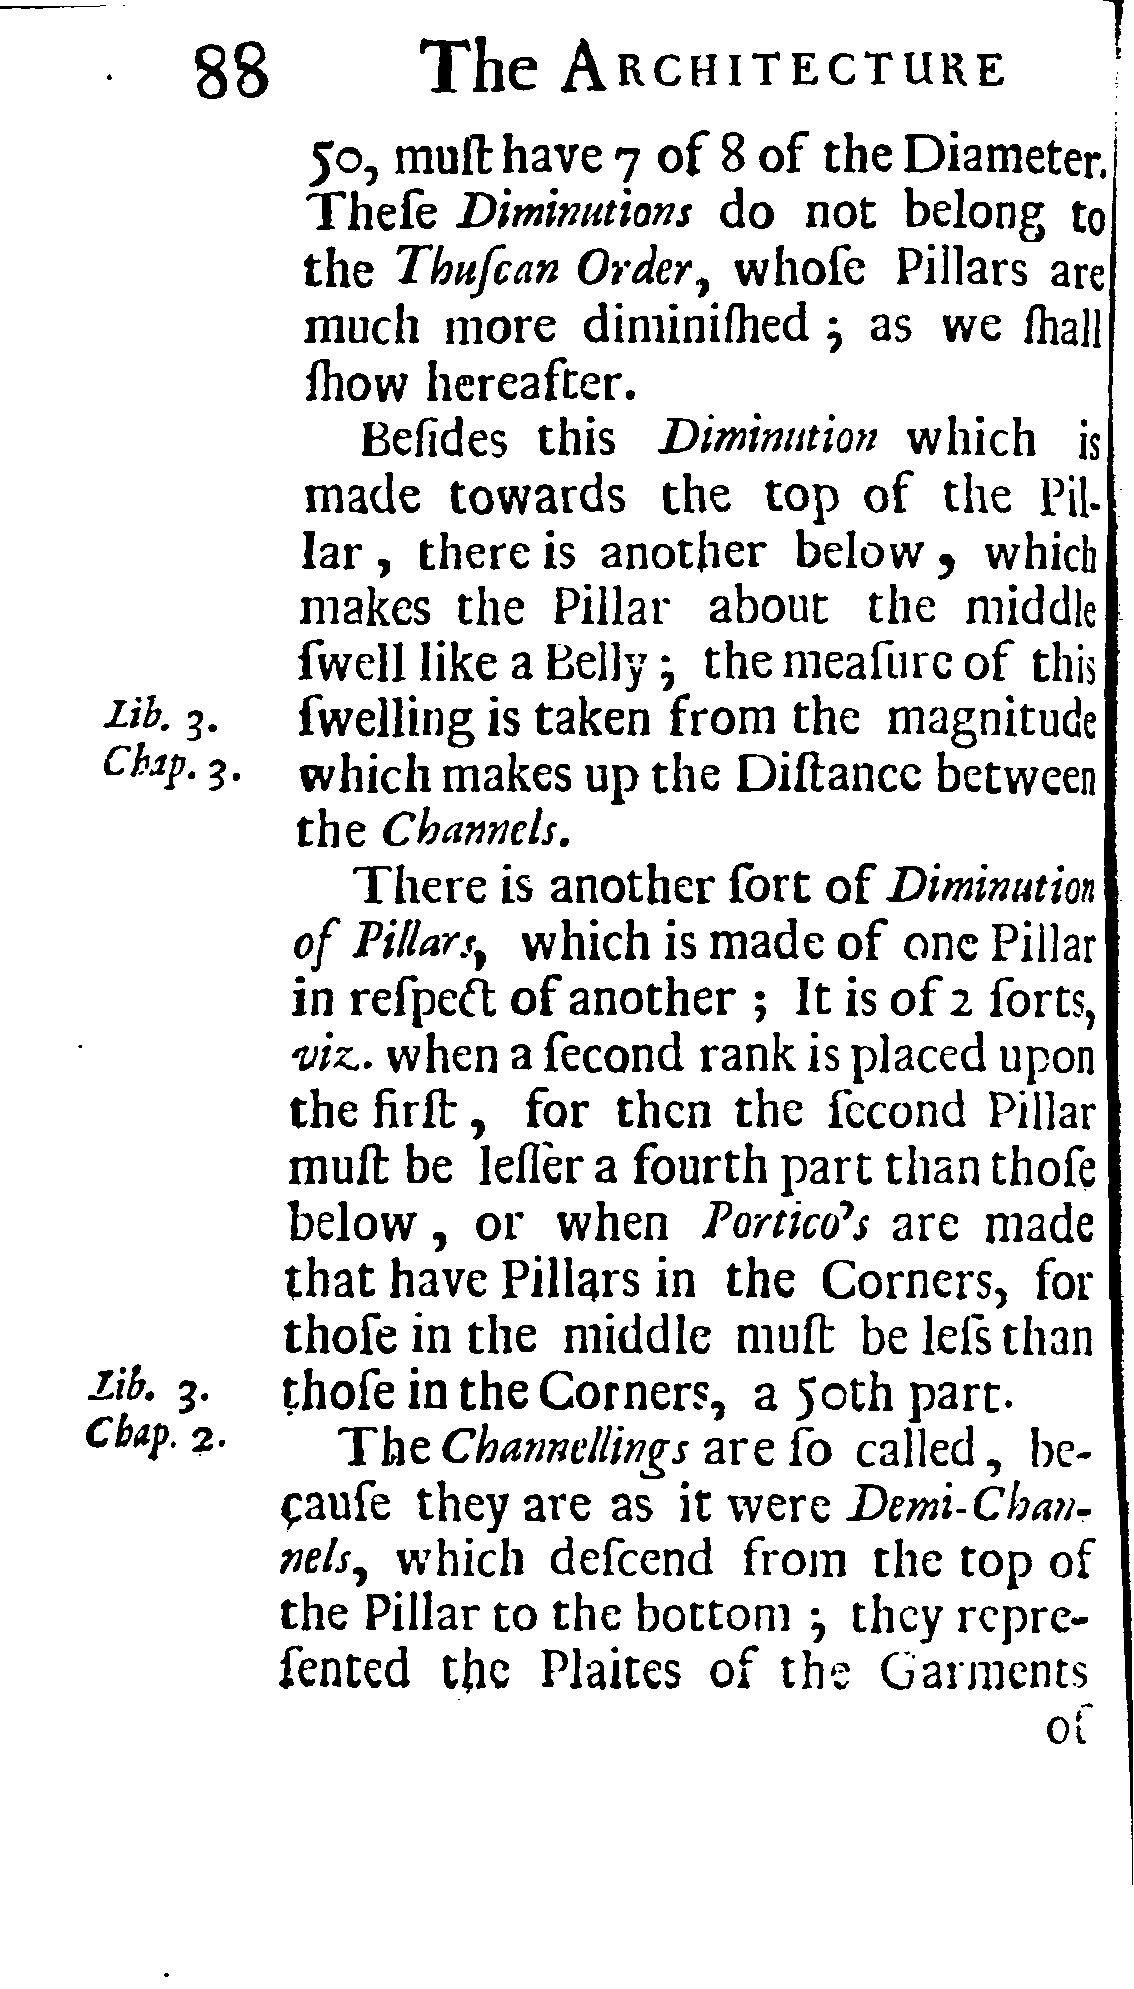 88 The ARCHITECTURE
50, muſt have 7 of 8 of the Diameter.
Theſe Diminutions do not belong to
the Thuſcan Order, whoſe Pillars are
much more diminiſhed ; as we ſhall
ſhow hereafter.
Beſides this Diminution which is
made towards the top of the Pil-
lar , there is another below , which
makes the Pillar about the middle
ſwell like a Belly ; the meaſure of this
Lib. 3. ſwelling is taken from the magnitude
Chap. 3. which makes up the Diſtance between
the Channels.
There is another ſort of Diminution
of Pillars, which is made of one Pillar
in reſpect of another ; It is of 2 ſorts,
viz. when a ſecond rank is placed upon
the firſt , for then the ſecond Pillar
muſt be leſſer a fourth part than thoſe
below , or when Portico's are made
that have Pillars in the Corners, for
thoſe in the middle muſt be leſs than
Lib. 3. thoſe in the Corners, a 50th part.
Chap. 2. The Channellings are ſo called , be-
cauſe they are as it were Demi-Chan-
nels, which deſcend from the top of
the Pillar to the bottom ; they repre-
ſented the Plaites of the Garments
of